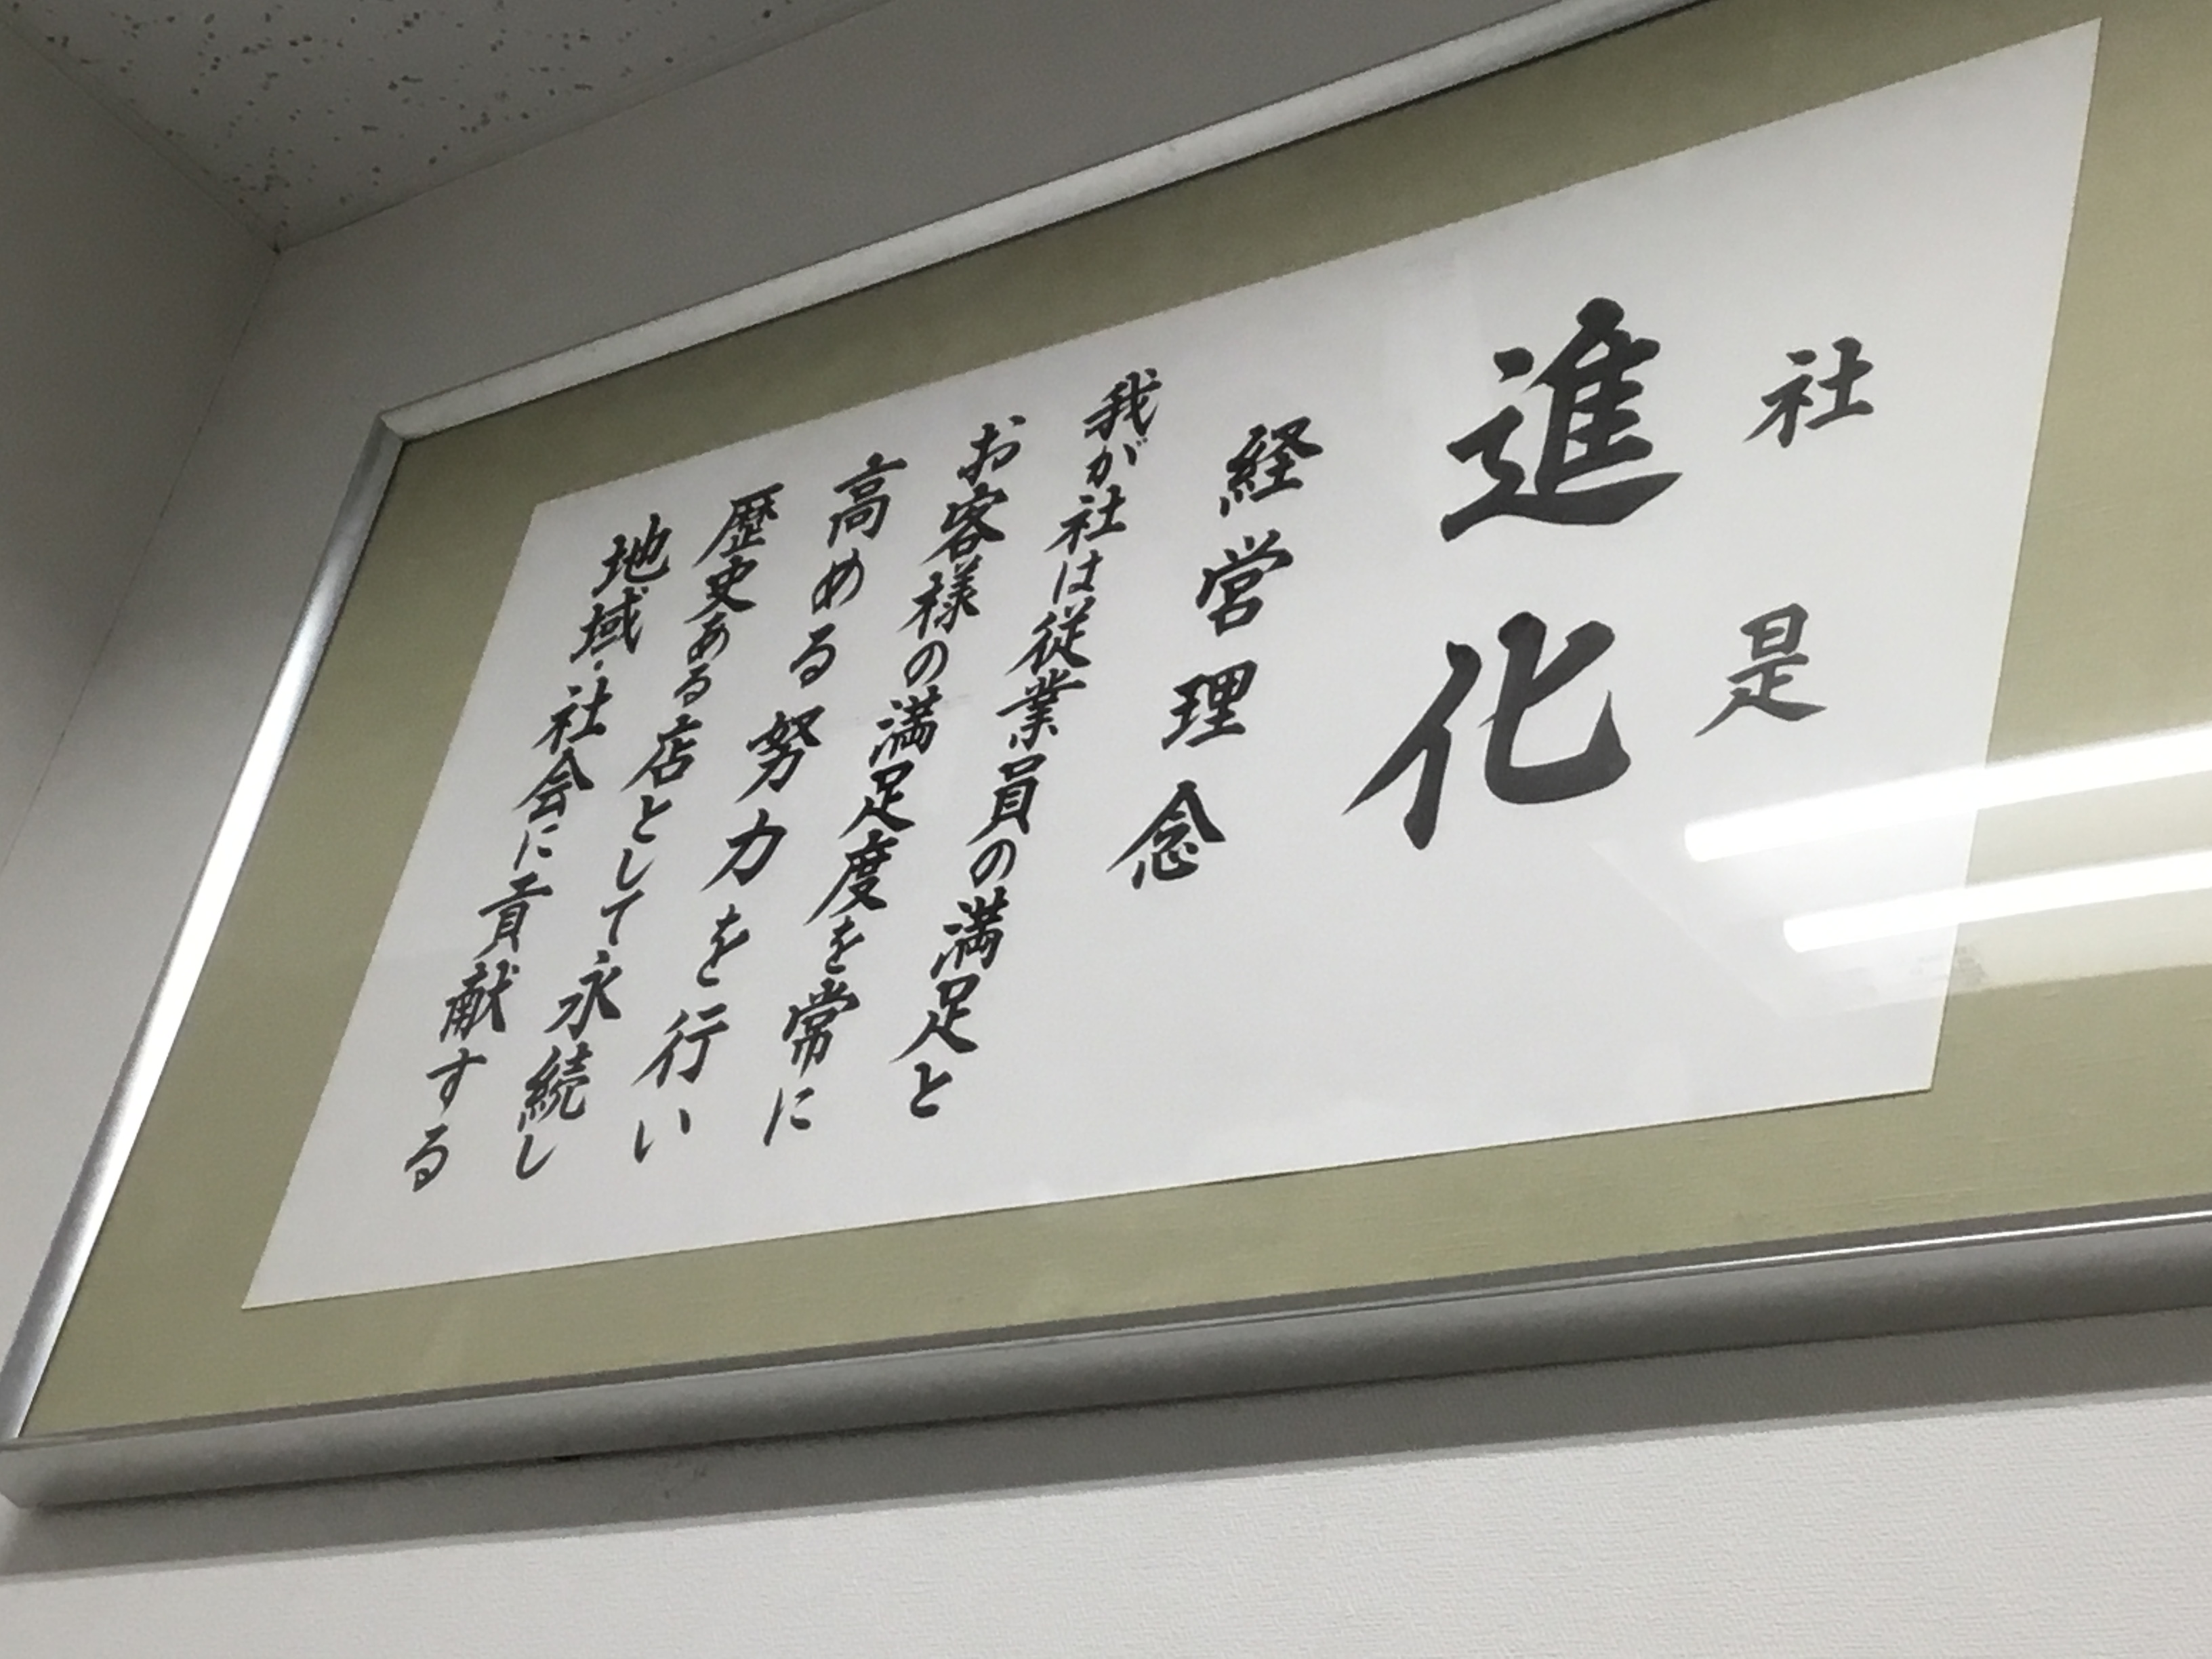 社是
進化
経営理念
我が社は従業員の満足と
お客様の満足度を常に
高める努力を行い
歴史ある店として永続し
地域・社会に貢献する